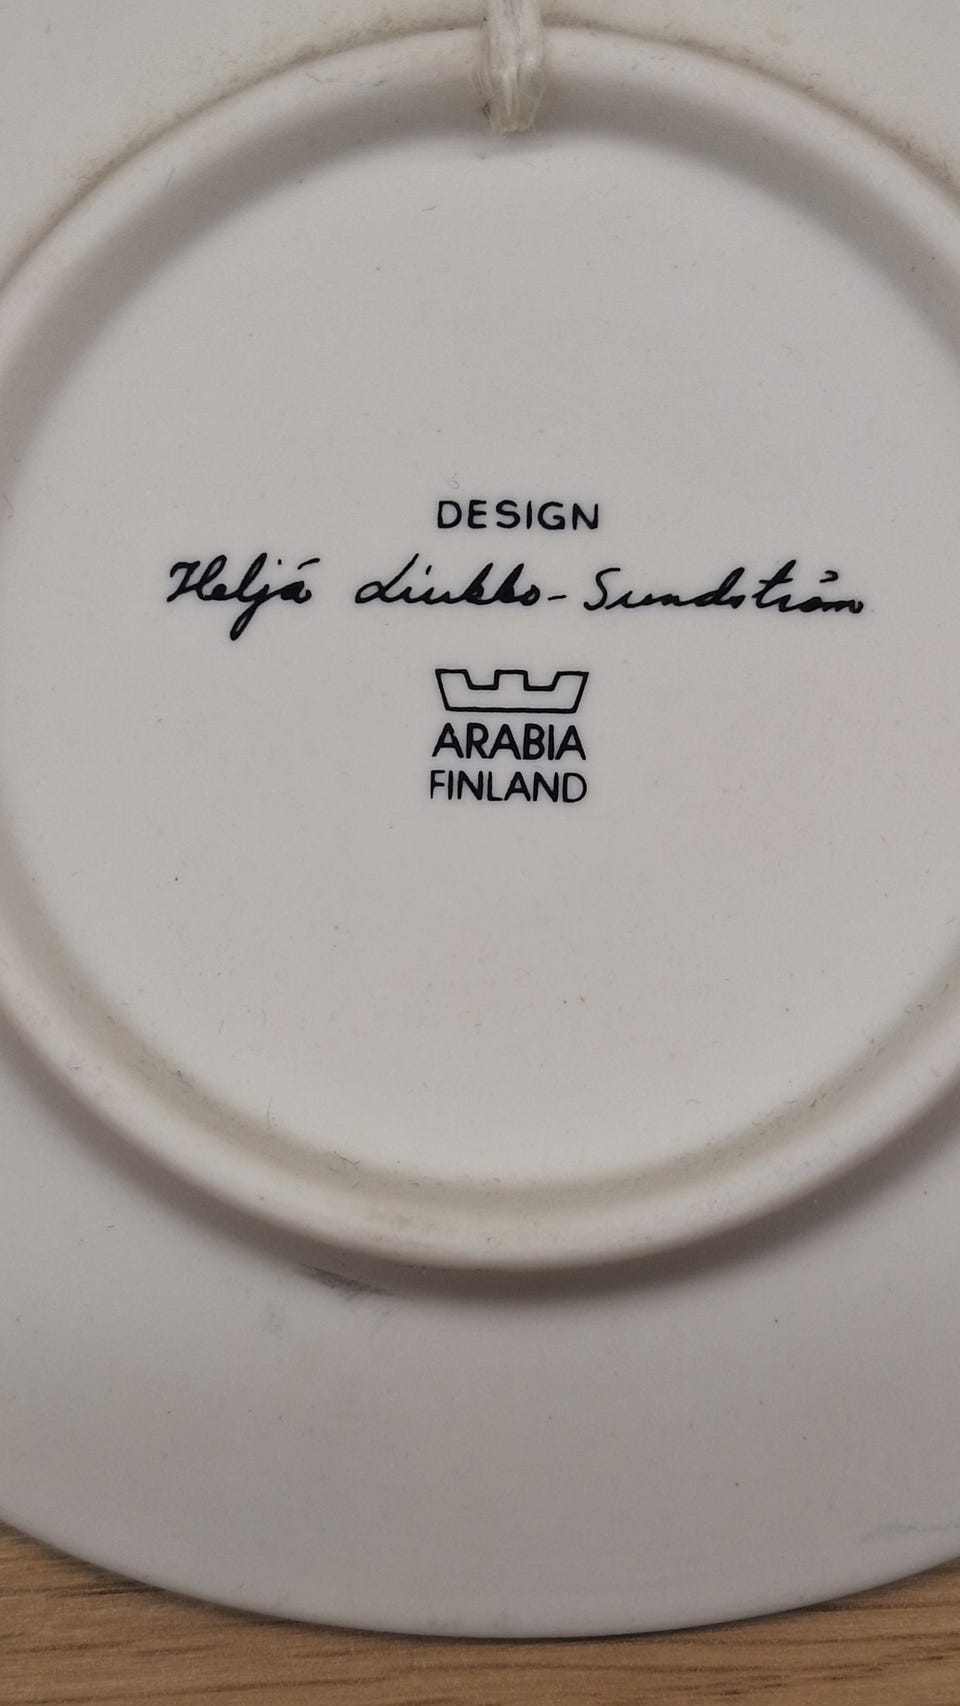 DESIGN
Heljä Liukko-Sundström
ARABIA
FINLAND